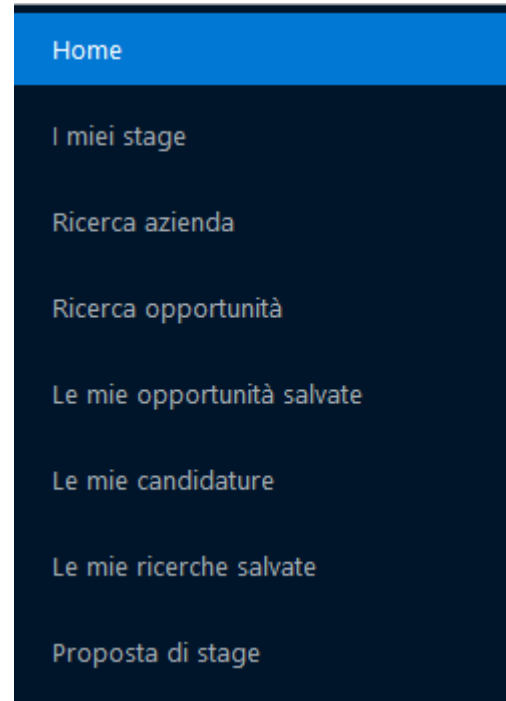 Home
I miei stage
Ricerca azienda
Ricerca opportunità
Le mie opportunità salvate
Le mie candidature
Le mie ricerche salvate
Proposta di stage